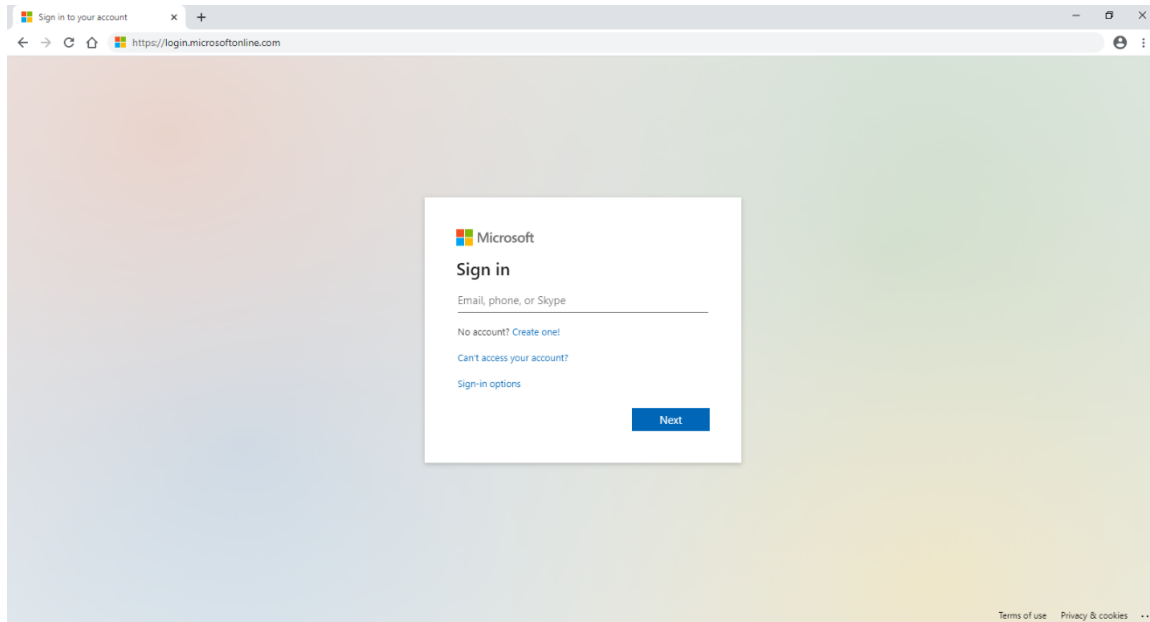 Sign in to your account
https://login.microsoftonline.com
Microsoft
Sign in
Email, phone, or Skype
No account? Create one!
Can't access your account?
Sign-in options
Next
Terms of use Privacy & cookies